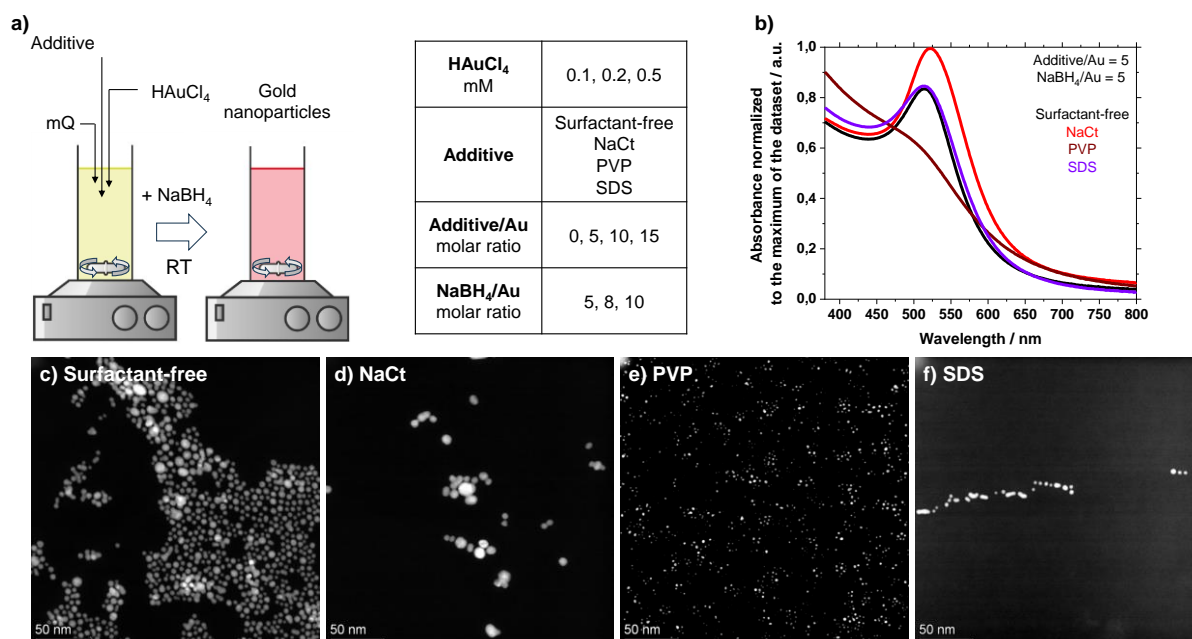 a)
Additive
HAuCl₄
mQ
+ NaBH₄
RT
Gold
nanoparticles
HAuCl₄
mM
0.1, 0.2, 0.5
Additive
Surfactant-free
NaCt
PVP
SDS
Additive/Au
molar ratio
0, 5, 10, 15
NaBH₄/Au
molar ratio
5, 8, 10
b)
Absorbance normalized
to the maximum of the dataset / a.u.
1,0
0,8
0,6
0,4
0,2
0,0
Additive/Au = 5
NaBH₄/Au = 5
Surfactant-free
NaCt
PVP
SDS
400 450 500 550 600 650 700 750 800
Wavelength / nm
c) Surfactant-free
50 nm
d) NaCt
50 nm
e) PVP
50 nm
f) SDS
50 nm